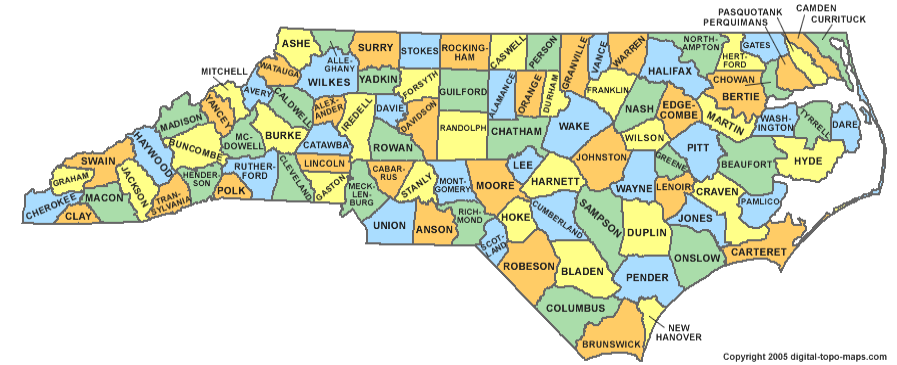 PASQUOTANK
CAMDEN
PERQUIMANS
CURRITUCK
ASHE
ALLE-
GHANY
SURRY
STOKES
ROCKING-
HAM
CASWELL
PERSON
GRANVILLE
VANCE
WARREN
NORTH-
AMPTON
GATES
HERT-
FORD
HALIFAX
CHOWAN
BERTIE
MITCHELL
WATAUGA
WILKES
YADKIN
FORSYTH
GUILFORD
ALAMANCE
ORANGE
DURHAM
FRANKLIN
NASH
EDGE-
COMBE
MARTIN
WASH-
INGTON
TYRRELL
DARE
AVERY
CALDWELL
ALEX-
ANDER
IREDELL
DAVIE
DAVIDSON
RANDOLPH
CHATHAM
WAKE
WILSON
PITT
BEAUFORT
HYDE
YANCEY
MADISON
BUNCOMBE
MC-
DOWELL
BURKE
CATAWBA
ROWAN
HAYWOOD
SWAIN
GRAHAM
JACKSON
HENDER-
SON
RUTHER-
FORD
CLEVELAND
LINCOLN
GASTON
CABAR-
RUS
STANLY
MONT-
GOMERY
MOORE
LEE
HARNETT
JOHNSTON
WAYNE
GREENE
LENOIR
CRAVEN
PAMLICO
CHEROKEE
CLAY
MACON
TRAN-
SYLVANIA
POLK
MECK-
LEN-
BURG
UNION
ANSON
RICH-
MOND
SCOT-
LAND
HOKE
CUMBERLAND
SAMPSON
DUPLIN
JONES
CARTERET
ONSLOW
ROBESON
BLADEN
PENDER
COLUMBUS
NEW
HANOVER
BRUNSWICK
Copyright 2005 digital-topo-maps.com